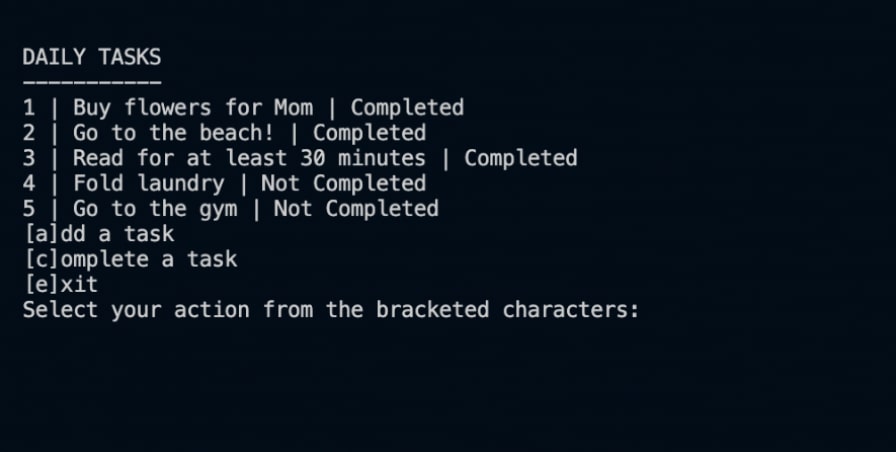 DAILY TASKS
-----------
1 | Buy flowers for Mom | Completed
2 | Go to the beach! | Completed
3 | Read for at least 30 minutes | Completed
4 | Fold laundry | Not Completed
5 | Go to the gym | Not Completed
[a]dd a task
[c]omplete a task
[e]xit
Select your action from the bracketed characters: